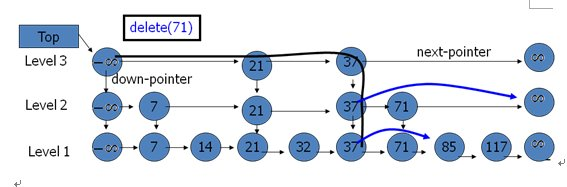 delete(71)
Top
Level 3 -∞ 21 37 next-pointer ∞
down-pointer
Level 2 -∞ 7 21 37 71 ∞
Level 1 -∞ 7 14 21 32 37 71 85 117 ∞